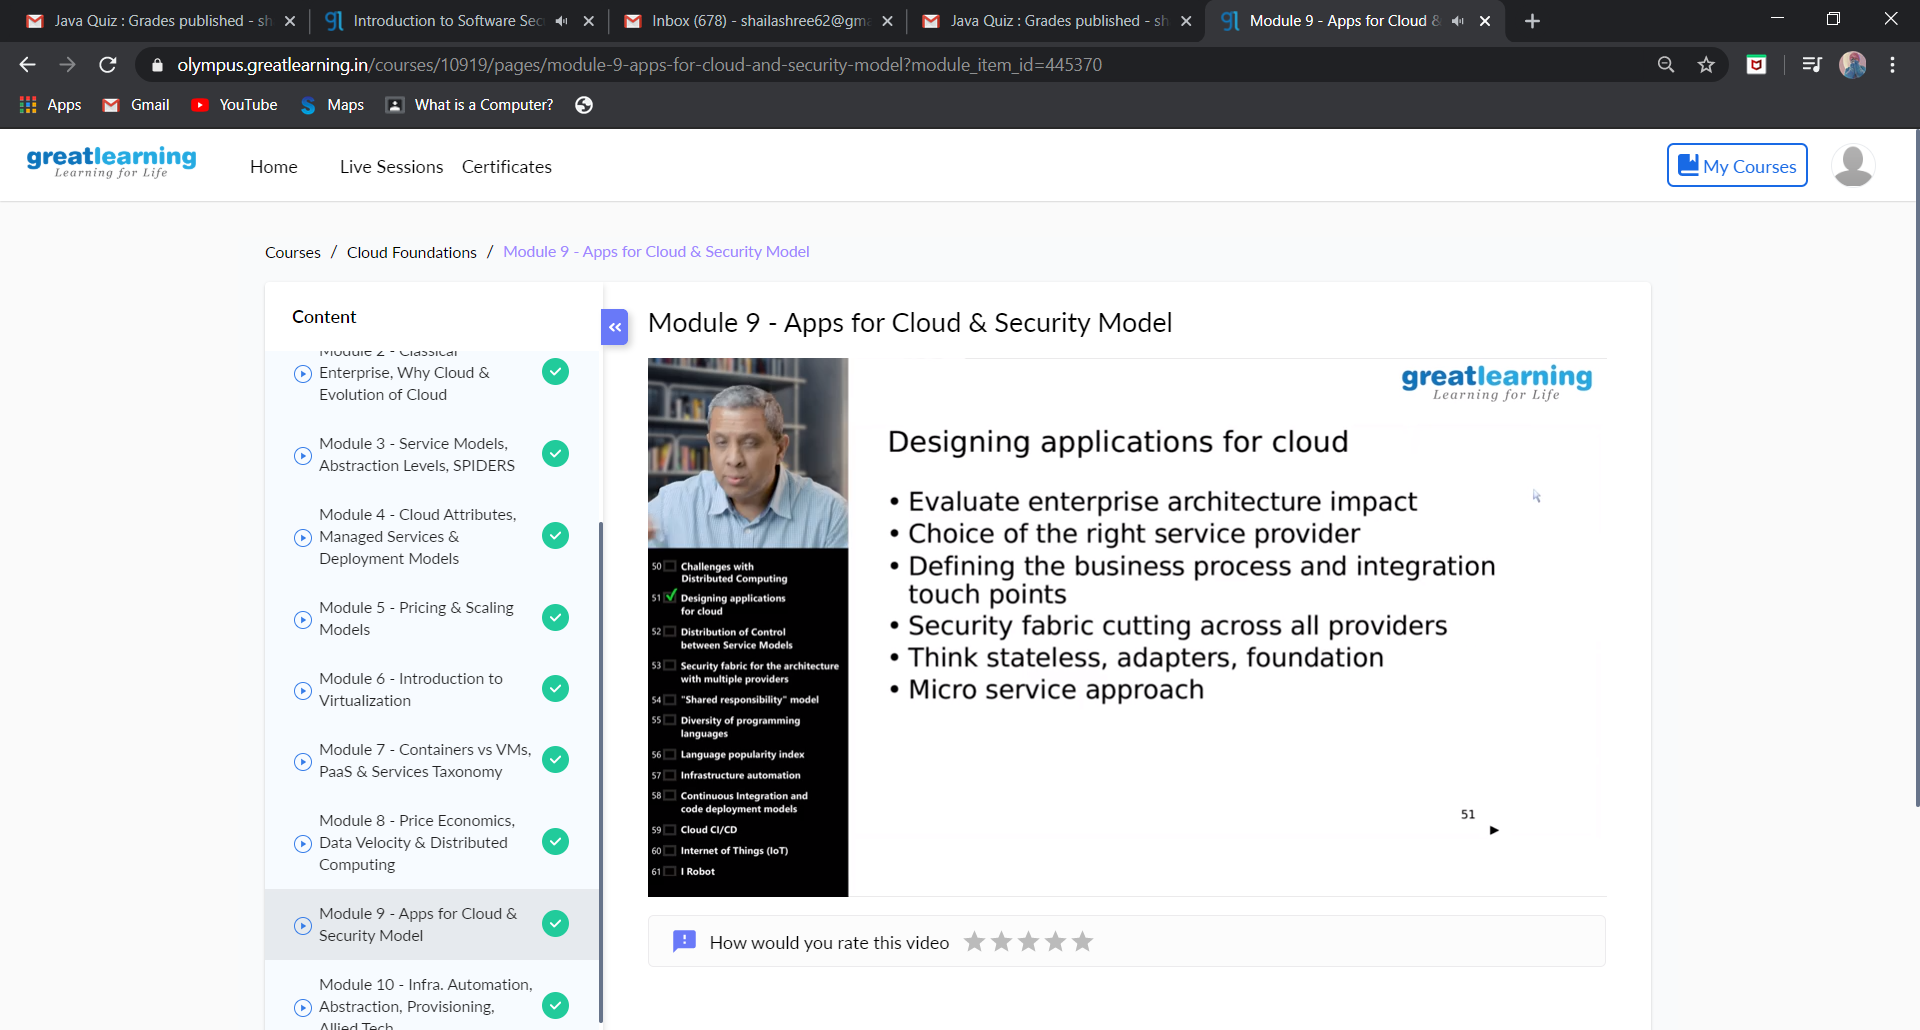 Java Quiz : Grades published - sh
Introduction to Software Sec
Inbox (678) - shailashree62@gma
Java Quiz : Grades published - sh
Module 9 - Apps for Cloud &
olympus.greatlearning.in/courses/10919/pages/module-9-apps-for-cloud-and-security-model?module_item_id=445370
Apps
Gmail
YouTube
Maps
What is a Computer?
greatlearning
Learning for Life
Home
Live Sessions
Certificates
My Courses
Courses / Cloud Foundations / Module 9 - Apps for Cloud & Security Model
Content
Module 2 - Classical
Enterprise, Why Cloud &
Evolution of Cloud
Module 3 - Service Models,
Abstraction Levels, SPIDERS
Module 4 - Cloud Attributes,
Managed Services &
Deployment Models
Module 5 - Pricing & Scaling
Models
Module 6 - Introduction to
Virtualization
Module 7 - Containers vs VMs,
PaaS & Services Taxonomy
Module 8 - Price Economics,
Data Velocity & Distributed
Computing
Module 9 - Apps for Cloud &
Security Model
Module 10 - Infra. Automation,
Abstraction, Provisioning,
Allied Tech
Module 9 - Apps for Cloud & Security Model
50 Challenges with
Distributed Computing
51 Designing applications
for cloud
52 Distribution of Control
between Service Models
53 Security fabric for the architecture
with multiple providers
54 "Shared responsibility" model
55 Diversity of programming
languages
56 Language popularity index
57 Infrastructure automation
58 Continuous Integration and
code deployment models
59 Cloud CI/CD
60 Internet of Things (IoT)
61 I Robot
greatlearning
Learning for Life
Designing applications for cloud
• Evaluate enterprise architecture impact
• Choice of the right service provider
• Defining the business process and integration
touch points
• Security fabric cutting across all providers
• Think stateless, adapters, foundation
• Micro service approach
51
How would you rate this video